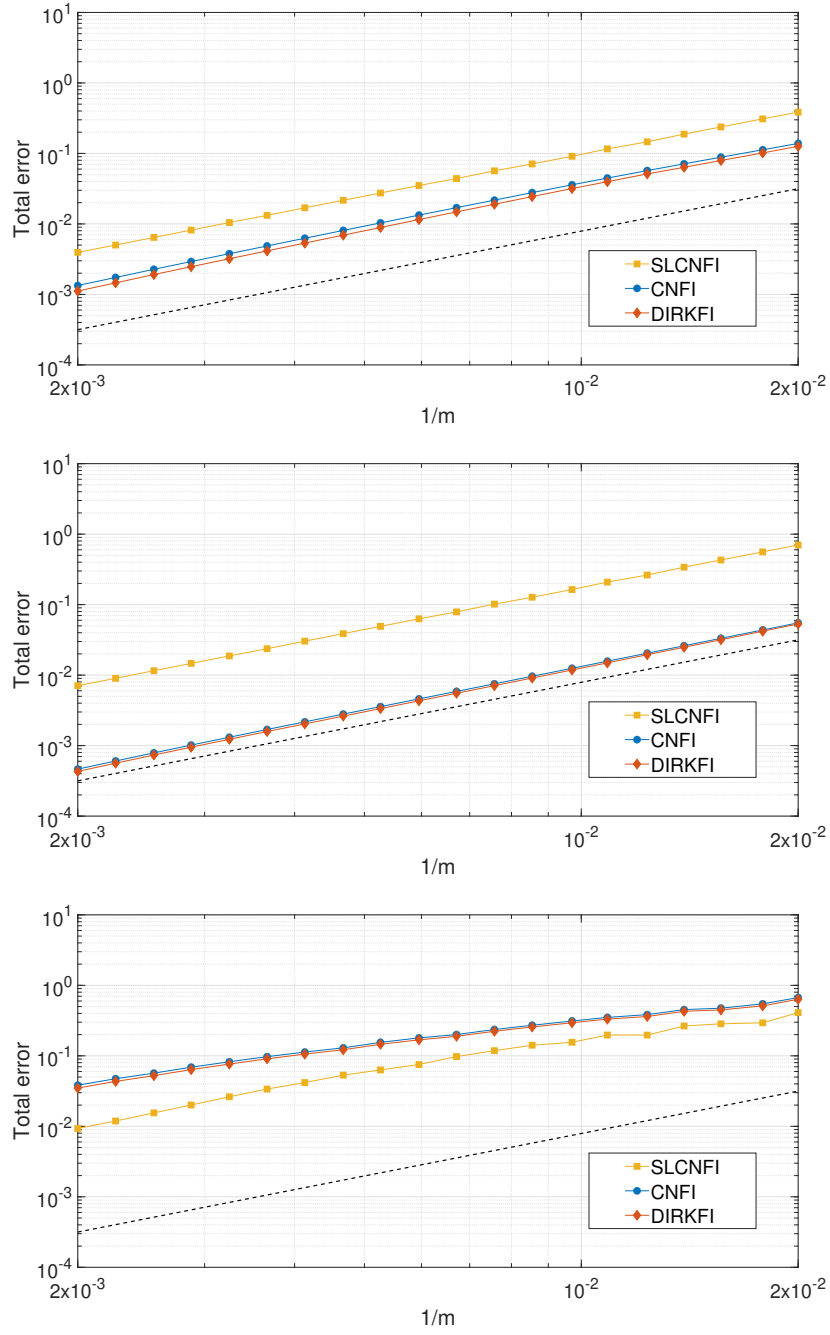 10^1
10^0
10^-1
10^-2
10^-3
10^-4
Total error
SLCNFI
CNFI
DIRKFI
2x10^-3
10^-2
2x10^-2
1/m
10^1
10^0
10^-1
10^-2
10^-3
10^-4
Total error
SLCNFI
CNFI
DIRKFI
2x10^-3
10^-2
2x10^-2
1/m
10^1
10^0
10^-1
10^-2
10^-3
10^-4
Total error
SLCNFI
CNFI
DIRKFI
2x10^-3
10^-2
2x10^-2
1/m